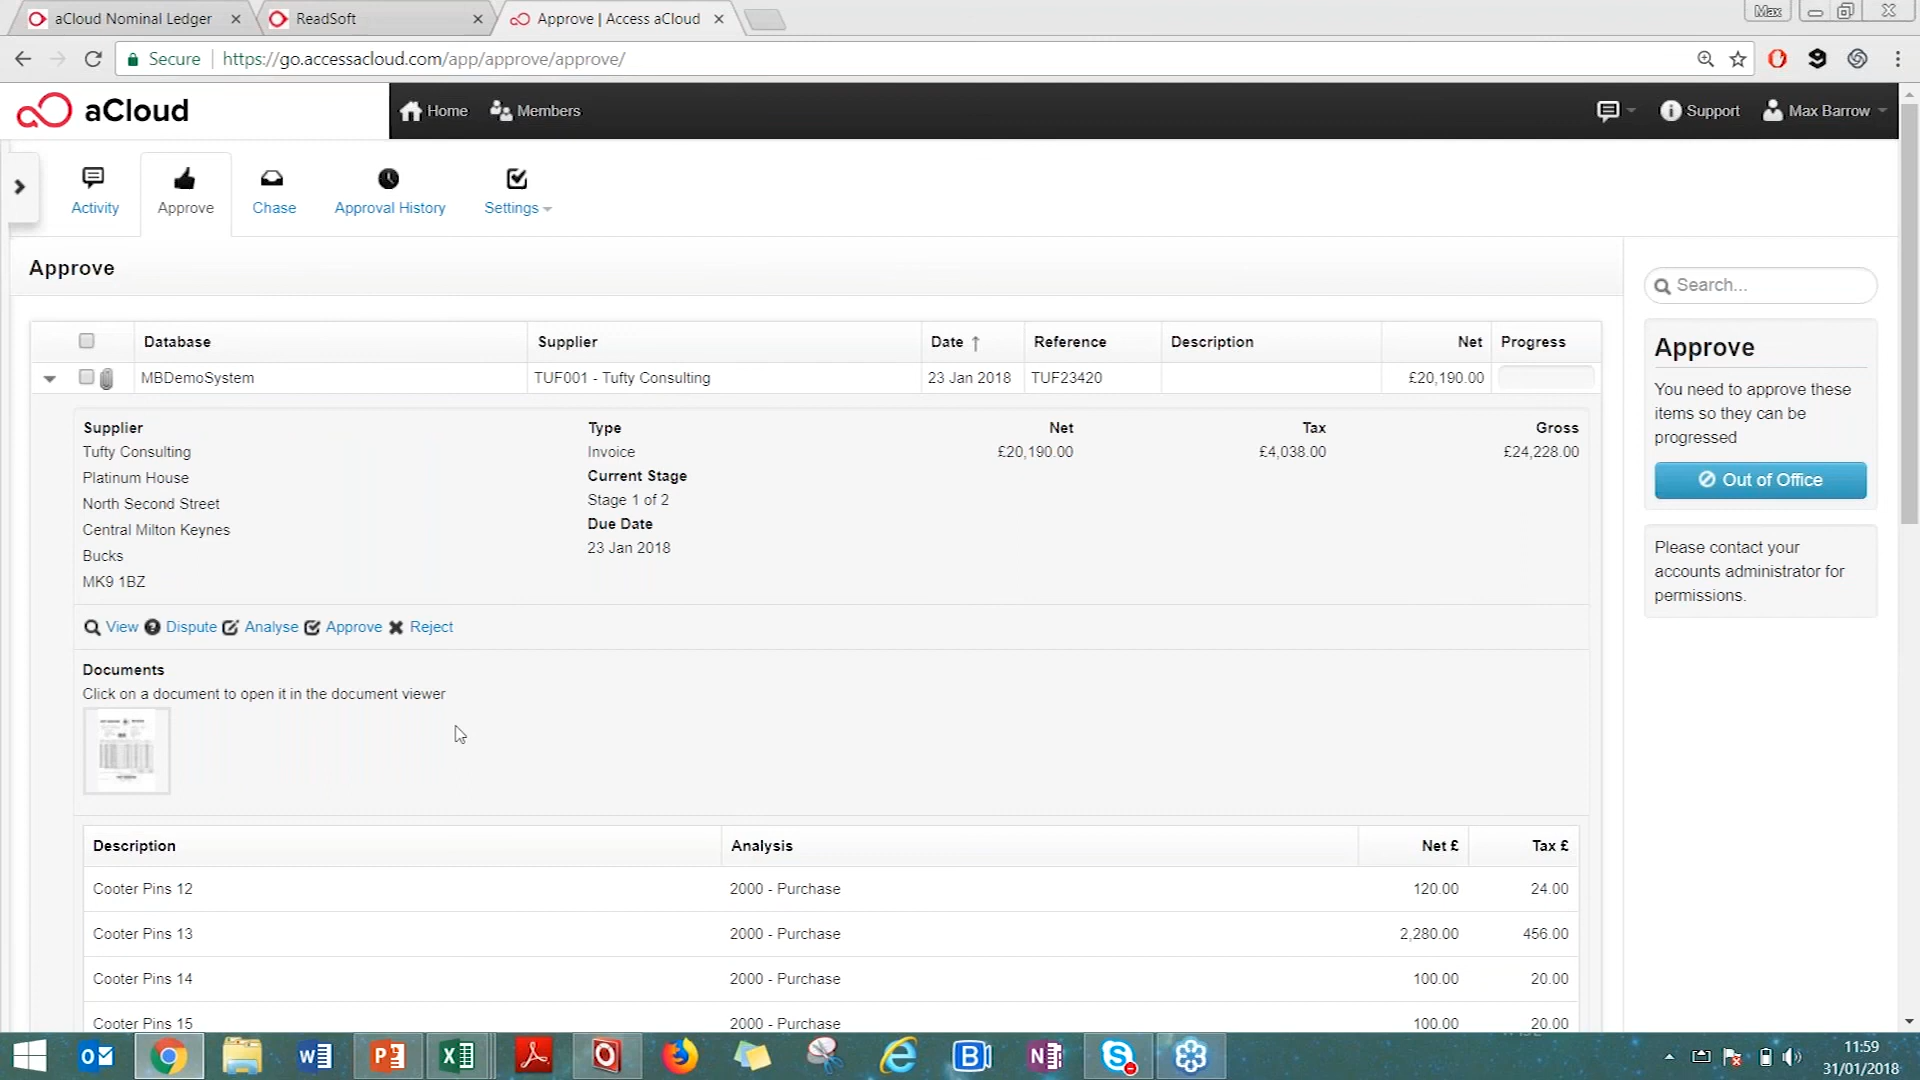 aCloud Nominal Ledger
ReadSoft
Approve | Access aCloud
Max
Secure
https://go.accessacloud.com/app/approve/approve/
aCloud
Home
Members
Support
Max Barrow
Activity
Approve
Chase
Approval History
Settings
Approve
Database Supplier Date ↑ Reference Description Net Progress
MBDemoSystem TUF001 - Tufty Consulting 23 Jan 2018 TUF23420 £20,190.00
Supplier Type Net Tax Gross
Tufty Consulting Invoice £20,190.00 £4,038.00 £24,228.00
Platinum House Current Stage
North Second Street Stage 1 of 2
Central Milton Keynes Due Date
Bucks 23 Jan 2018
MK9 1BZ
View Dispute Analyse Approve Reject
Documents
Click on a document to open it in the document viewer
Description Analysis Net £ Tax £
Cooter Pins 12 2000 - Purchase 120.00 24.00
Cooter Pins 13 2000 - Purchase 2,280.00 456.00
Cooter Pins 14 2000 - Purchase 100.00 20.00
Cooter Pins 15 2000 - Purchase 100.00 20.00
Search...
Approve
You need to approve these
items so they can be
progressed
Out of Office
Please contact your
accounts administrator for
permissions.
11:59
31/01/2018